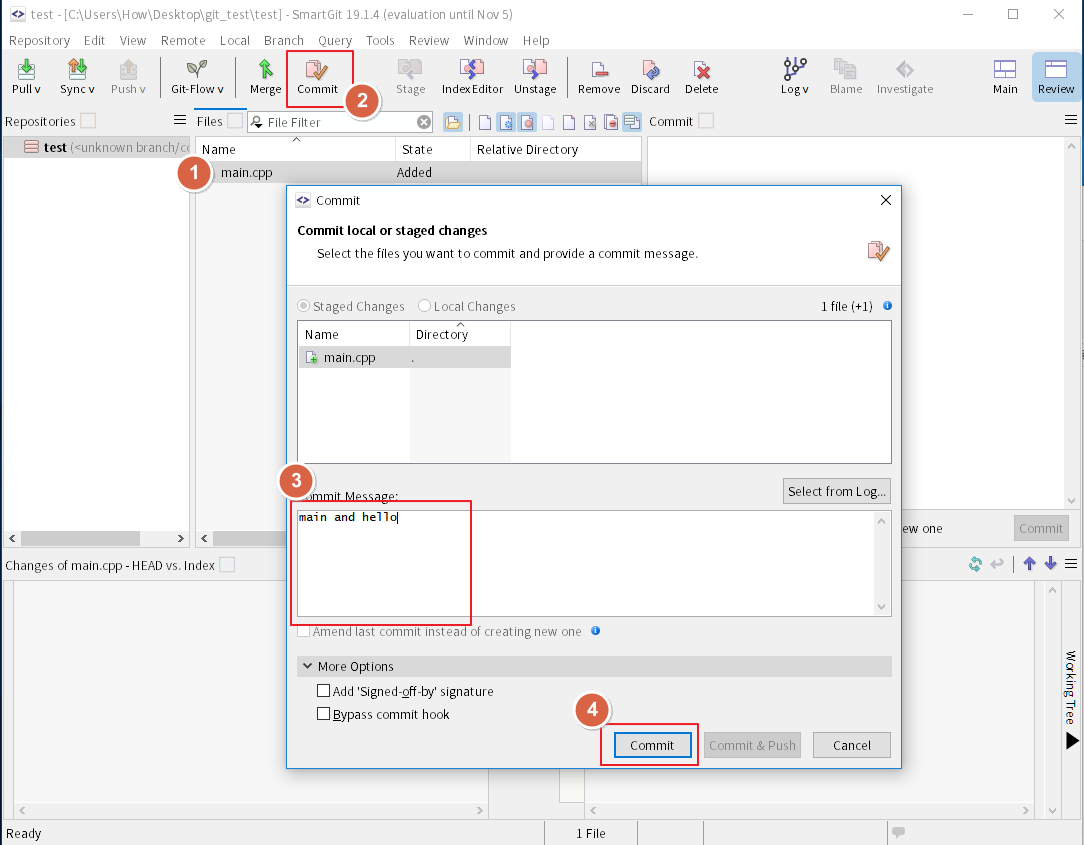 test - [C:\Users\How\Desktop\git_test\test] - SmartGit 19.1.4 (evaluation until Nov 5)
Repository Edit View Remote Local Branch Query Tools Review Window Help
Pull Sync Push Git-Flow Merge Commit Stage Index Editor Unstage Remove Discard Delete Log Blame Investigate Main Review
2
Repositories Files File Filter Commit
test (<unknown branch/co
Name State Relative Directory
1
main.cpp Added
Commit
Commit local or staged changes
Select the files you want to commit and provide a commit message.
Staged Changes Local Changes 1 file (+1)
Name Directory
main.cpp .
3
ommit Message:
Select from Log...
main and hello
ew one
Commit
Amend last commit instead of creating new one
Changes of main.cpp - HEAD vs. Index
More Options
Add 'Signed-off-by' signature
Bypass commit hook
4
Commit Commit & Push Cancel
Working Tree
Ready 1 File